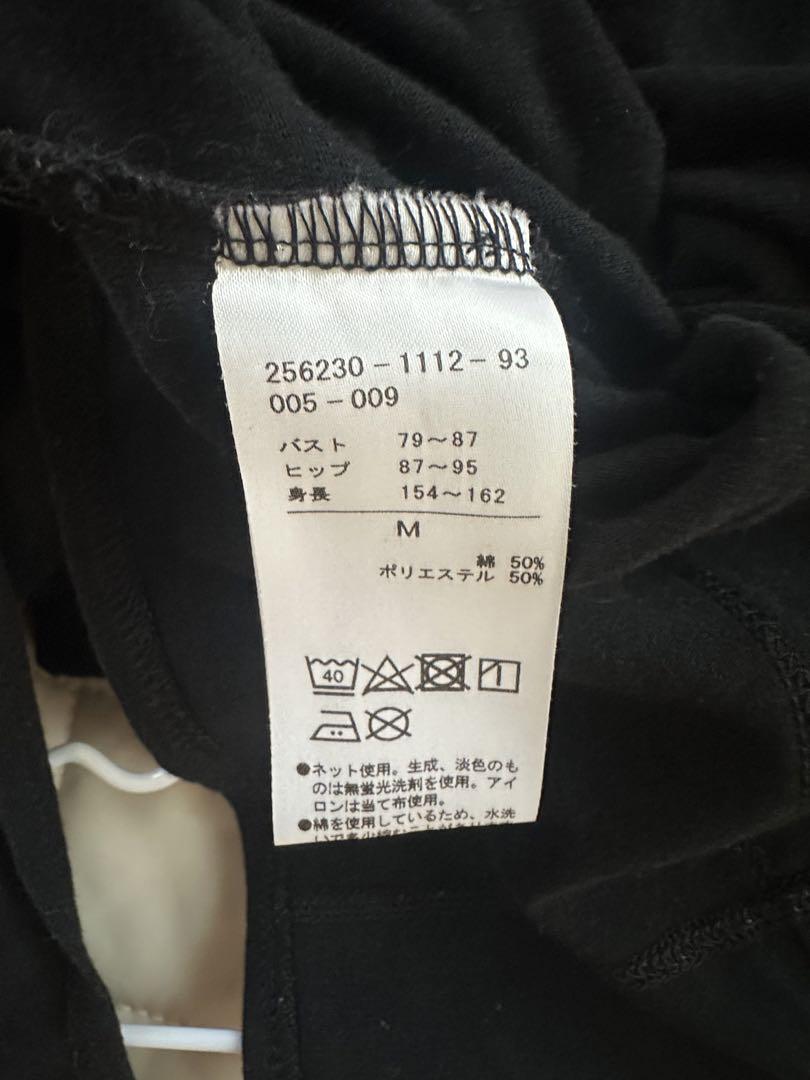 256230-1112-93
005-009
バスト 79〜87
ヒップ 87〜95
身長 154〜162
M
綿 50%
ポリエステル 50%
40
●ネット使用。生成、淡色のも
のは無蛍光洗剤を使用。アイ
ロンは当て布使用。
●綿を使用しているため、水洗